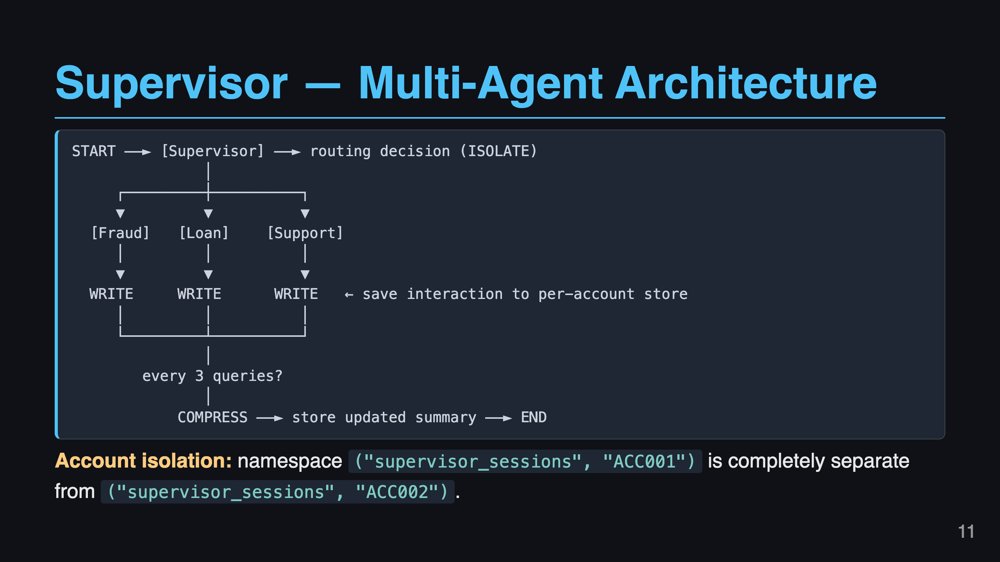 Supervisor — Multi-Agent Architecture
START ──► [Supervisor] ──► routing decision (ISOLATE)
[Fraud] [Loan] [Support]
WRITE WRITE WRITE ← save interaction to per-account store
every 3 queries?
COMPRESS ──► store updated summary ──► END
Account isolation: namespace ("supervisor_sessions", "ACC001") is completely separate
from ("supervisor_sessions", "ACC002").
11